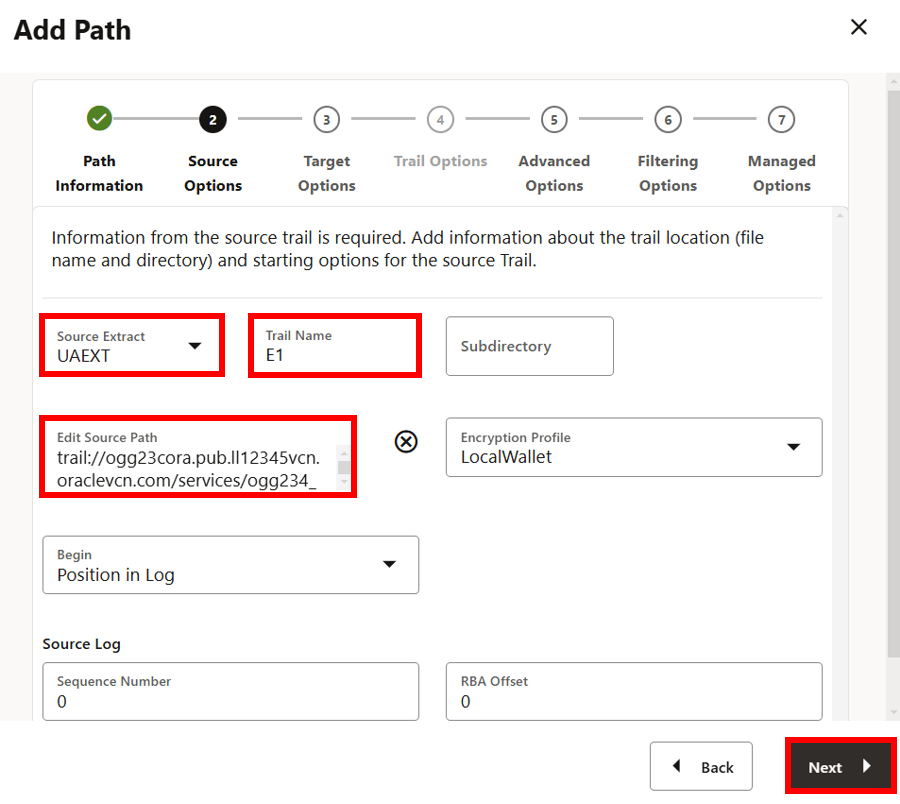 Add Path
2
3
4
5
6
7
Path
Information
Source
Options
Target
Options
Trail Options
Advanced
Options
Filtering
Options
Managed
Options
Information from the source trail is required. Add information about the trail location (file
name and directory) and starting options for the source Trail.
Source Extract
UAEXT
Trail Name
E1
Subdirectory
Edit Source Path
trail://ogg23cora.pub.ll12345vcn.
oraclevcn.com/services/ogg234_
Encryption Profile
LocalWallet
Begin
Position in Log
Source Log
Sequence Number
0
RBA Offset
0
Back
Next